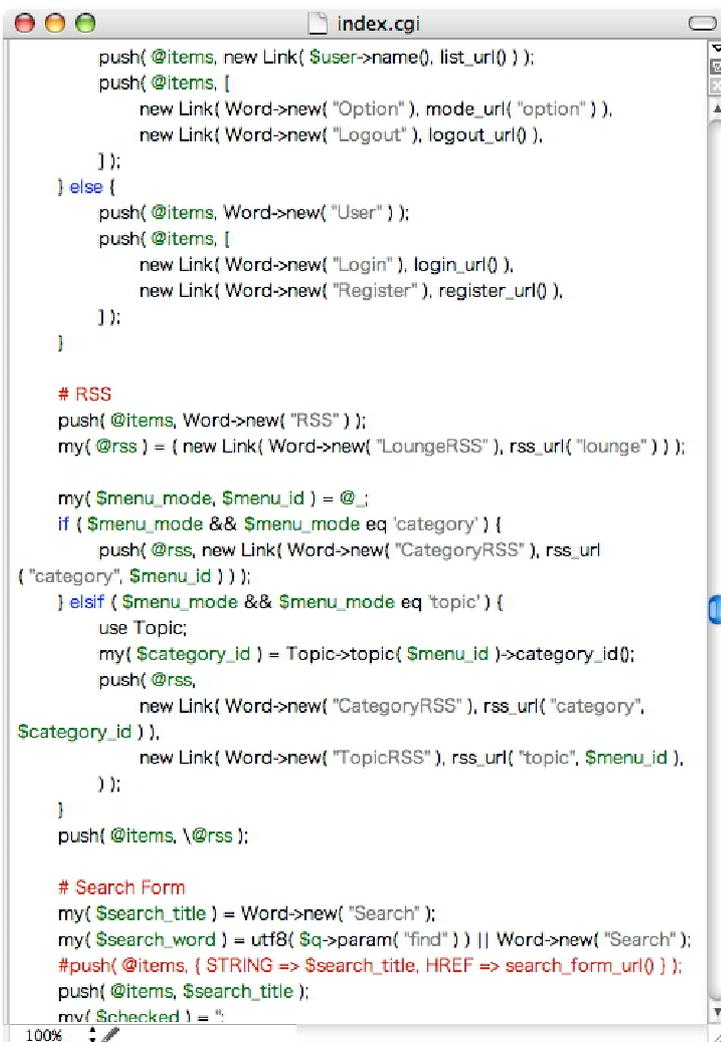 index.cgi
push( @items, new Link( $user->name(), list_url() ) );
push( @items, [
new Link( Word->new( "Option" ), mode_url( "option" ) ),
new Link( Word->new( "Logout" ), logout_url() ),
] );
} else {
push( @items, Word->new( "User" ) );
push( @items, [
new Link( Word->new( "Login" ), login_url() ),
new Link( Word->new( "Register" ), register_url() ),
] );
}
# RSS
push( @items, Word->new( "RSS" ) );
my( @rss ) = ( new Link( Word->new( "LoungeRSS" ), rss_url( "lounge" ) ) );
my( $menu_mode, $menu_id ) = @_;
if ( $menu_mode && $menu_mode eq 'category' ) {
push( @rss, new Link( Word->new( "CategoryRSS" ), rss_url
( "category", $menu_id ) ) );
} elsif ( $menu_mode && $menu_mode eq 'topic' ) {
use Topic;
my( $category_id ) = Topic->topic( $menu_id )->category_id();
push( @rss,
new Link( Word->new( "CategoryRSS" ), rss_url( "category",
$category_id ) ),
new Link( Word->new( "TopicRSS" ), rss_url( "topic", $menu_id ),
) );
}
push( @items, \@rss );
# Search Form
my( $search_title ) = Word->new( "Search" );
my( $search_word ) = utf8( $q->param( "find" ) ) || Word->new( "Search" );
#push( @items, { STRING => $search_title, HREF => search_form_url() } );
push( @items, $search_title );
my( $checked ) = '';
100%